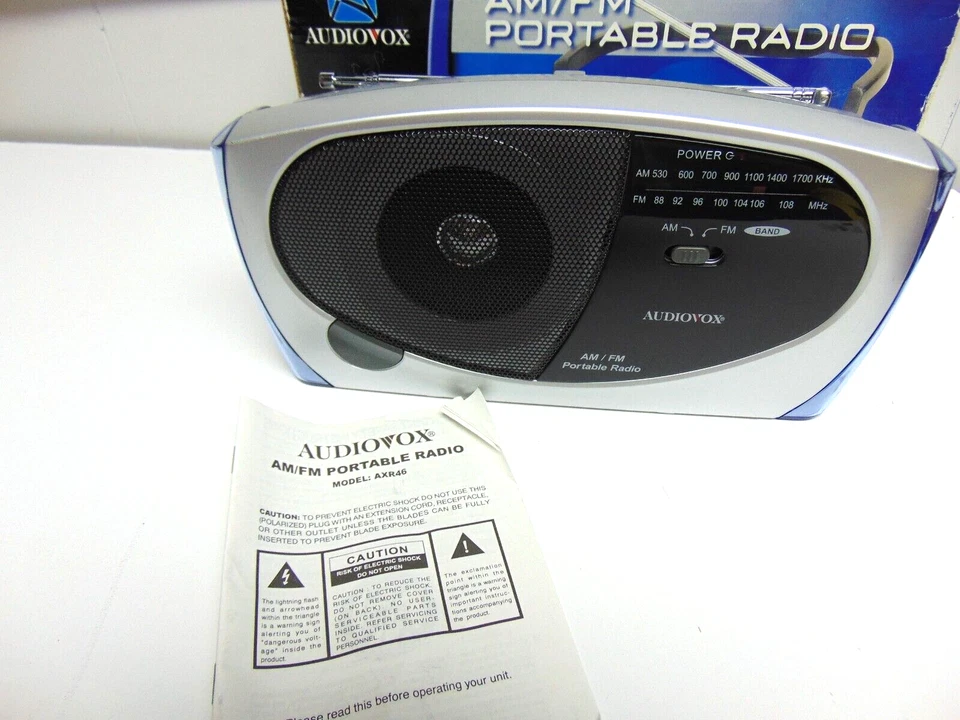 AUDIOVOX®
AM/FM
PORTABLE RADIO
POWER
AM 530 600 700 900 1100 1400 1700 KHz
FM 88 92 96 100 104 106 108 MHz
AM FM BAND
AUDIOVOX®
AM / FM
Portable Radio
AUDIOVOX®
AM/FM PORTABLE RADIO
MODEL: AXR46
CAUTION: TO PREVENT ELECTRIC SHOCK DO NOT USE THIS
(POLARIZED) PLUG WITH AN EXTENSION CORD, RECEPTACLE,
OR OTHER OUTLET UNLESS THE BLADES CAN BE FULLY
INSERTED TO PREVENT BLADE EXPOSURE.
The lightning flash
and arrowhead
within the triangle
is a warning sign
alerting you of
"dangerous volt-
age" inside the
product.
CAUTION
RISK OF ELECTRIC SHOCK
DO NOT OPEN
CAUTION : TO REDUCE THE
RISK OF ELECTRIC SHOCK,
DO NOT REMOVE COVER
(OR BACK). NO USER-
SERVICEABLE PARTS
INSIDE. REFER SERVICING
TO QUALIFIED SERVICE
PERSONNEL.
!
The exclamation
point within the
triangle is a warning
sign alerting you of
important instruc-
tions accompanying
the product.
Please read this before operating your unit.